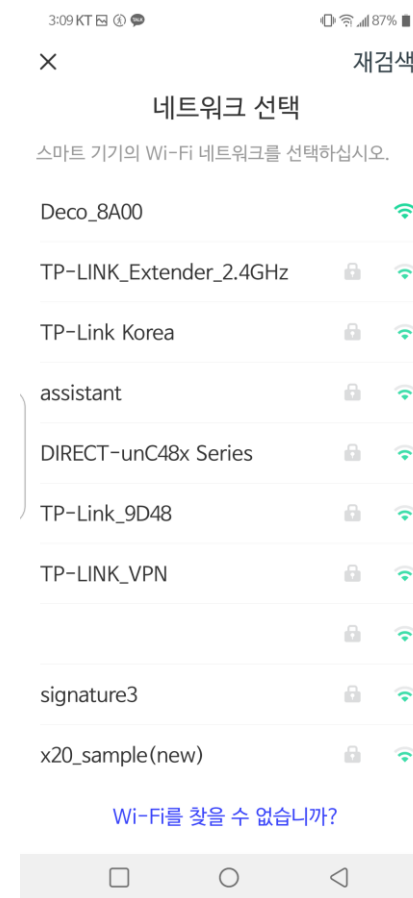 3:09 KT 87%
재검색
네트워크 선택
스마트 기기의 Wi-Fi 네트워크를 선택하십시오.
Deco_8A00
TP-LINK_Extender_2.4GHz
TP-Link Korea
assistant
DIRECT-unC48x Series
TP-Link_9D48
TP-LINK_VPN
signature3
x20_sample(new)
Wi-Fi를 찾을 수 없습니까?